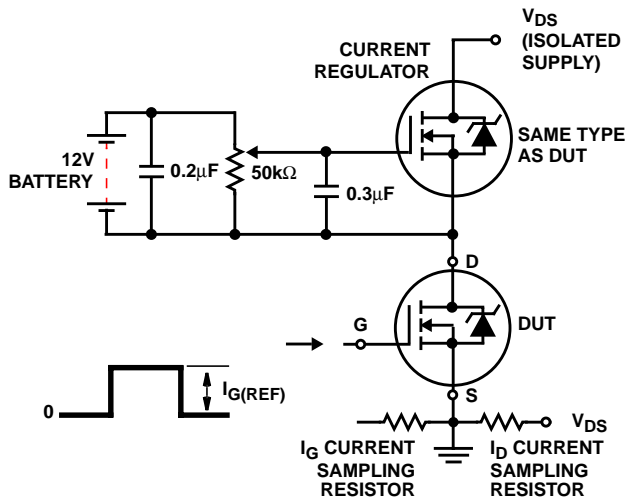 V_DS
(ISOLATED
SUPPLY)
CURRENT
REGULATOR
SAME TYPE
AS DUT
12V
BATTERY
0.2μF
50kΩ
0.3μF
D
G
DUT
0
I_G(REF)
S
V_DS
I_G CURRENT
SAMPLING
RESISTOR
I_D CURRENT
SAMPLING
RESISTOR